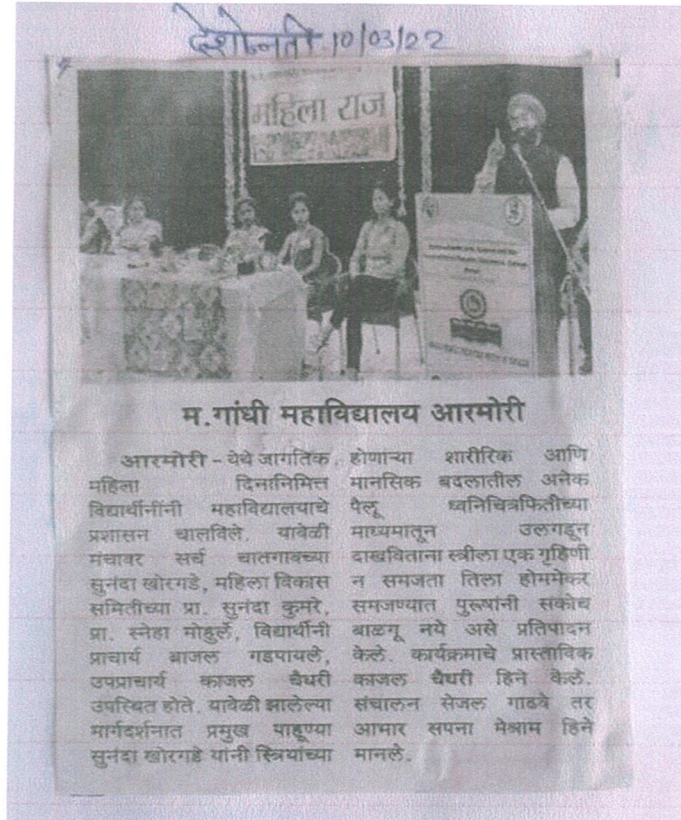 देशोन्नती 10/03/22
महिला राज
म.गांधी महाविद्यालय आरमोरी
आरमोरी – येथे जागतिक
महिला दिनानिमित्त
विद्यार्थीनींनी महाविद्यालयाचे
प्रशासन चालविले. यावेळी
मंचावर सर्च चातगावच्या
सुनंदा खोरगडे, महिला विकास
समितीच्या प्रा. सुनंदा कुमरे,
प्रा. स्नेहा मोहुर्ले, विद्यार्थीनी
प्राचार्य ब्राजल गडपायले,
उपप्राचार्य काजल चैधरी
उपस्थित होते. यावेळी झालेल्या
मार्गदर्शनात प्रमुख पाहूण्या
सुनंदा खोरगडे यांनी स्त्रियांच्या
होणाऱ्या शारीरिक आणि
मानसिक बदलातील अनेक
पैलू ध्वनिचित्रफितीच्या
माध्यमातून उलगडून
दाखविताना स्त्रीला एक गृहिणी
न समजता तिला होममेकर
समजण्यात पुरूषांनी संकोच
बाळगू नये असे प्रतिपादन
केले. कार्यक्रमाचे प्रास्ताविक
काजल चैधरी हिने केले.
संचालन सेजल गाढवे तर
आभार सपना मेश्राम हिने
मानले.